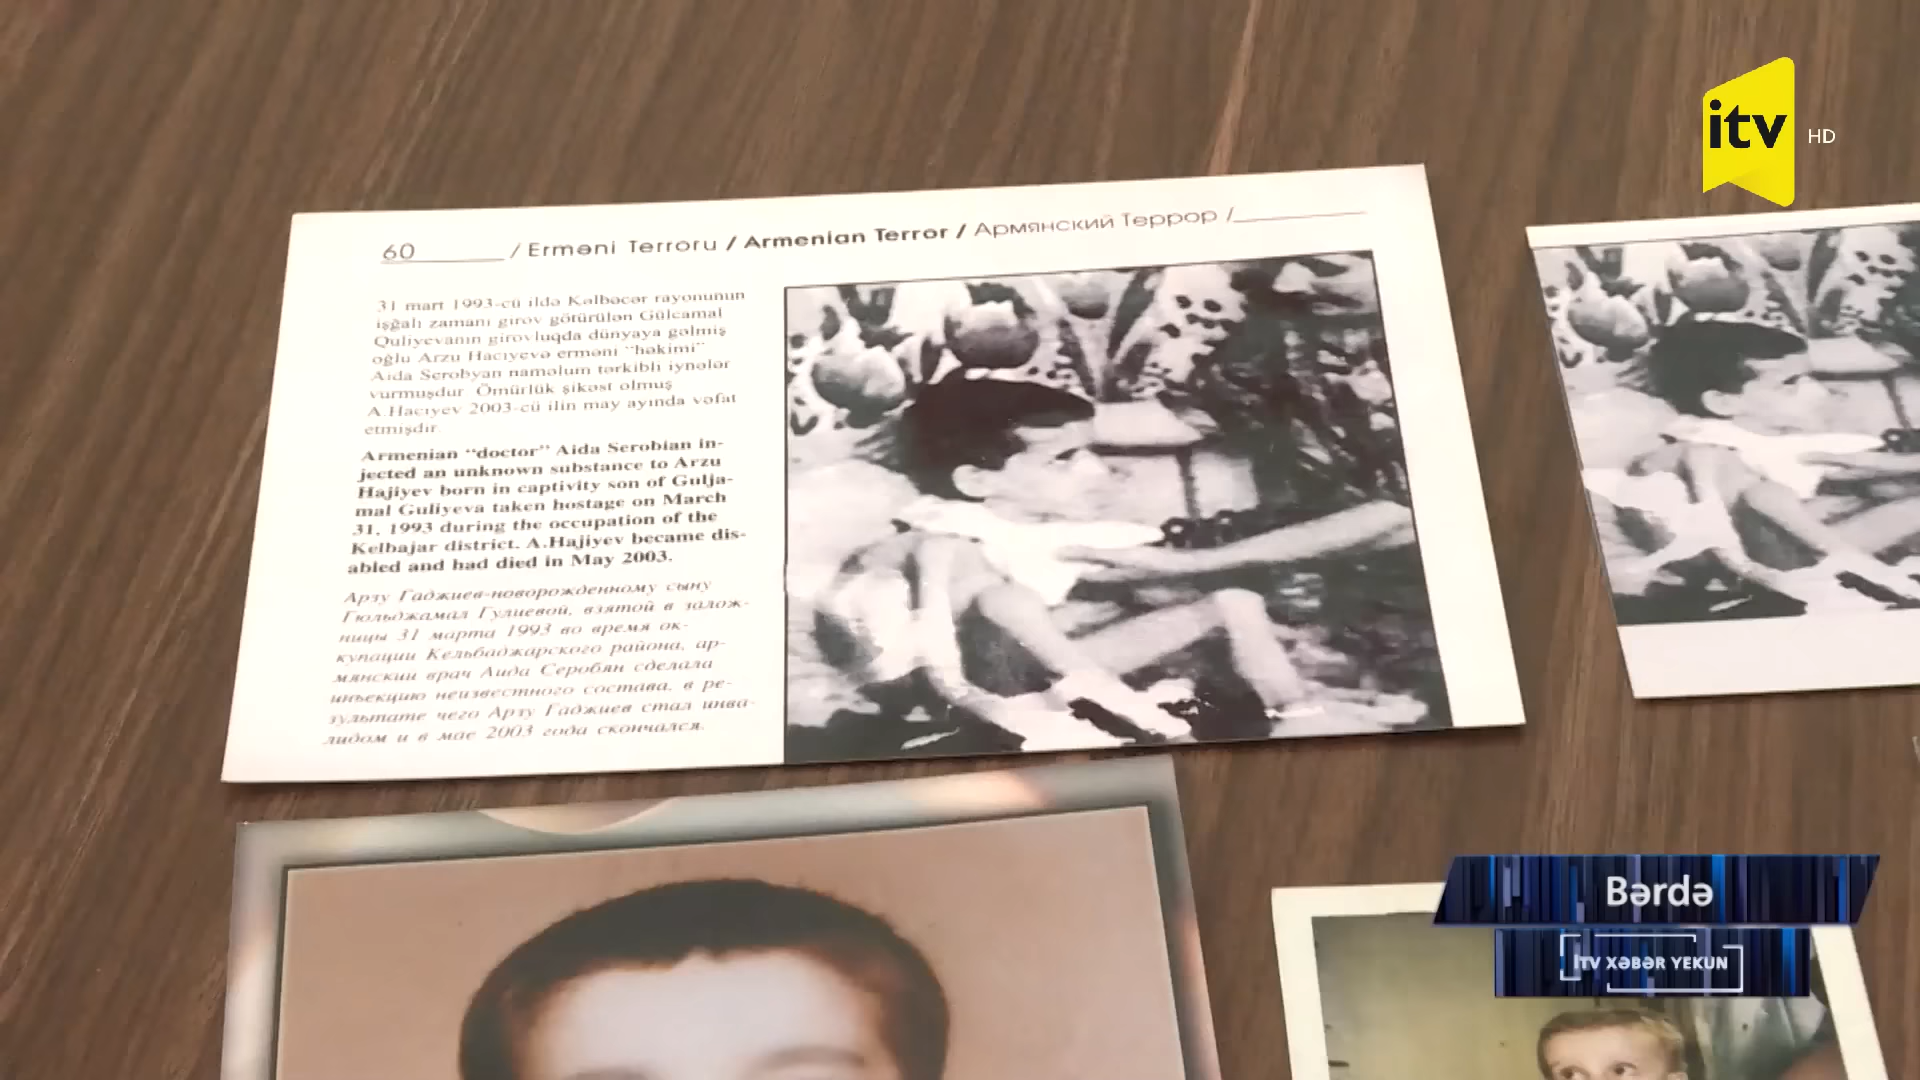 itv HD
60 / Erməni Terroru / Armenian Terror / Армянский Террор /
31 mart 1993-cü ildə Kəlbəcər rayonunun
işğalı zamanı girov götürülən Gülcamal
Quliyevanın girovluqda dünyaya gəlmiş
oğlu Arzu Hacıyevə erməni "həkimi"
Aida Serobyan naməlum tərkibli iynələr
vurmuşdur. Ömürlük şikəst olmuş
A.Hacıyev 2003-cü ilin may ayında vəfat
etmişdir.
Armenian "doctor" Aida Serobian in-
jected an unknown substance to Arzu
Hajiyev born in captivity son of Gulja-
mal Guliyeva taken hostage on March
31, 1993 during the occupation of the
Kelbajar district. A.Hajiyev became dis-
abled and had died in May 2003.
Арзу Гаджиев-новорожденному сыну
Гюльджамал Гулиевой, взятой в залож-
ницы 31 марта 1993 во время ок-
купации Кельбаджарского района, ар-
мянский врач Аида Серобян сделала
инъекцию неизвестного состава, в ре-
зультате чего Арзу Гаджиев стал инва-
лидом и в мае 2003 года скончался.
Bərdə
İTV XƏBƏR YEKUN